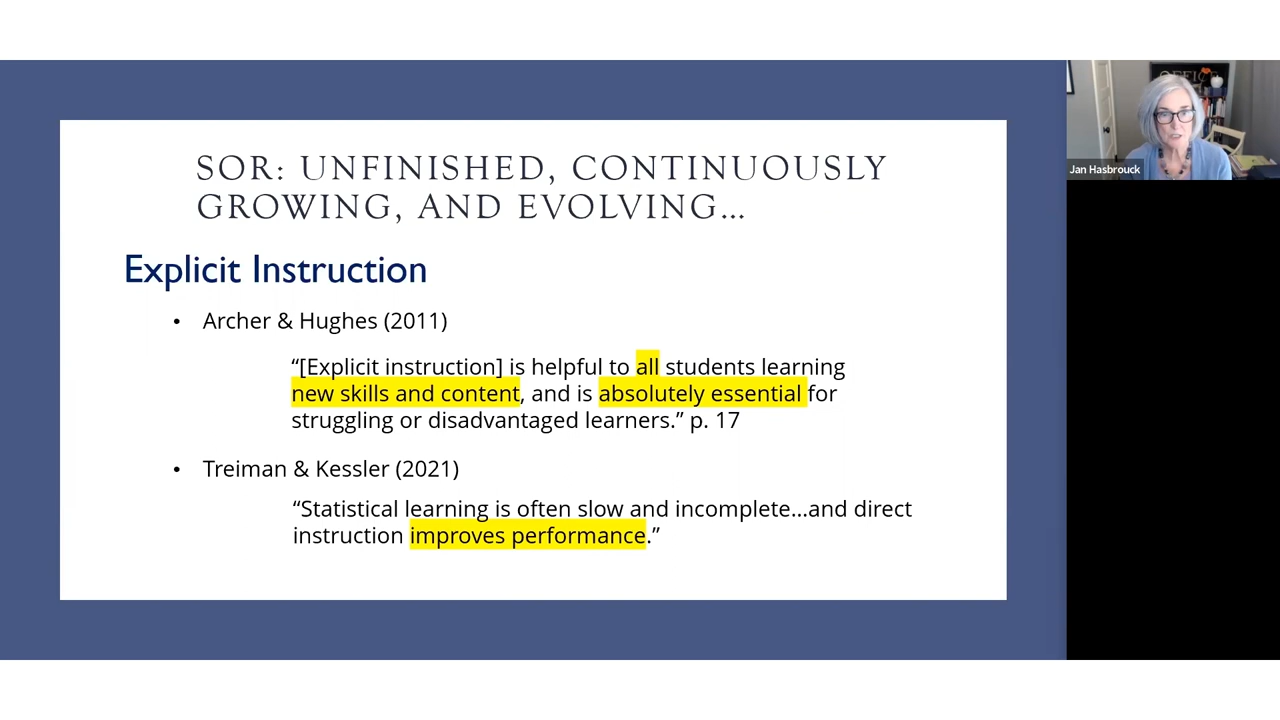 SOR: UNFINISHED, CONTINUOUSLY
GROWING, AND EVOLVING…
Explicit Instruction
• Archer & Hughes (2011)
“[Explicit instruction] is helpful to all students learning
new skills and content, and is absolutely essential for
struggling or disadvantaged learners.” p. 17
• Treiman & Kessler (2021)
“Statistical learning is often slow and incomplete…and direct
instruction improves performance.”
OFFICE
Jan Hasbrouck